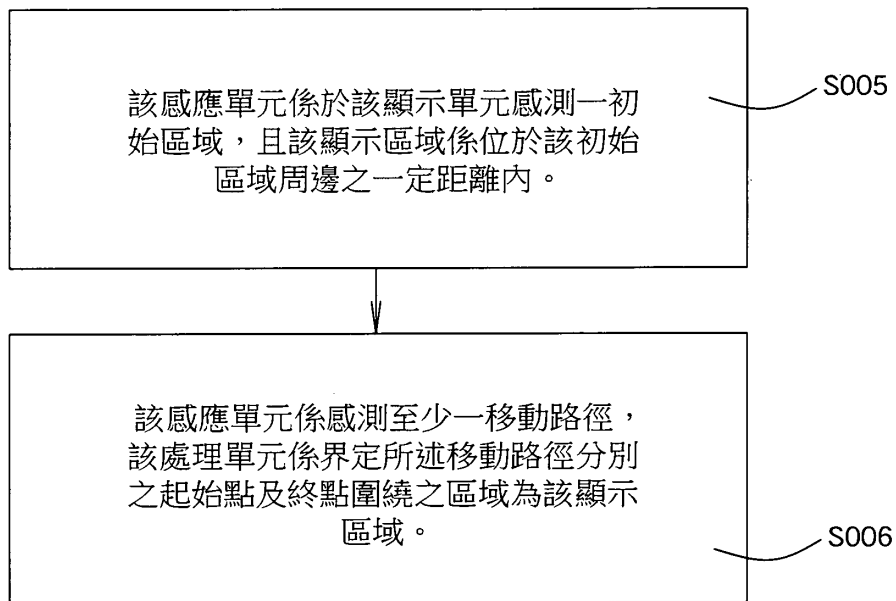 該感應單元係於該顯示單元感測一初
始區域，且該顯示區域係位於該初始
區域周邊之一定距離內。
S005
該感應單元係感測至少一移動路徑，
該處理單元係界定所述移動路徑分別
之起始點及終點圍繞之區域為該顯示
區域。
S006